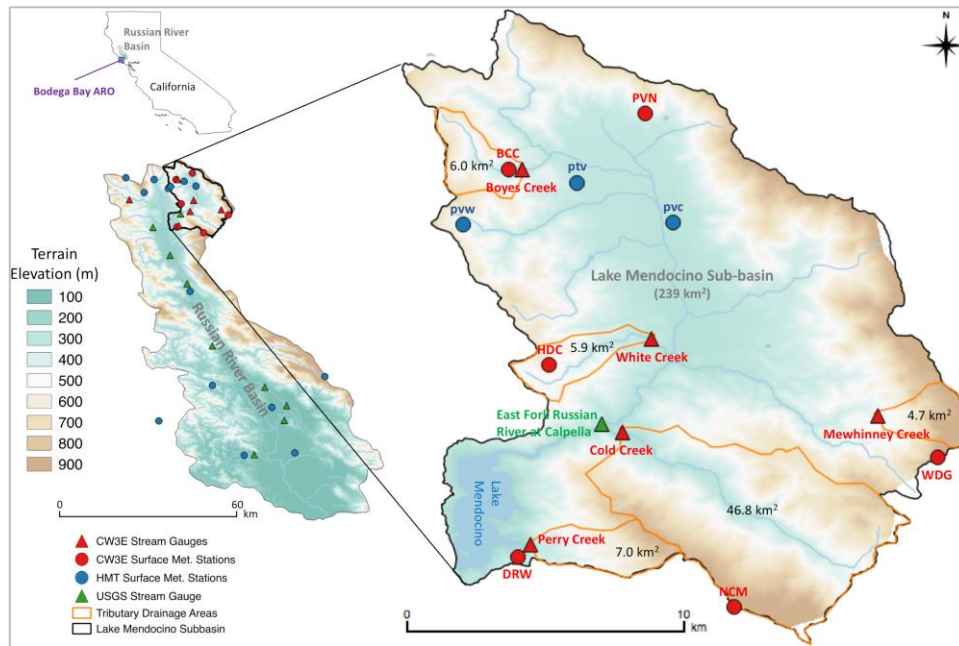 Russian River
Basin
Bodega Bay ARO
California
N
PVN
BCC
6.0 km²
Boyes Creek
ptv
pvw
pvc
Lake Mendocino Sub-basin
(239 km²)
HDC
5.9 km²
White Creek
East Fork Russian
River at Calpella
Cold Creek
4.7 km²
Mewhinney Creek
WDG
46.8 km²
Lake
Mendocino
Perry Creek
7.0 km²
DRW
NCM
0
10
km
Terrain
Elevation (m)
100
200
300
400
500
600
700
800
900
Russian River Basin
0
60
km
CW3E Stream Gauges
CW3E Surface Met. Stations
HMT Surface Met. Stations
USGS Stream Gauge
Tributary Drainage Areas
Lake Mendocino Subbasin